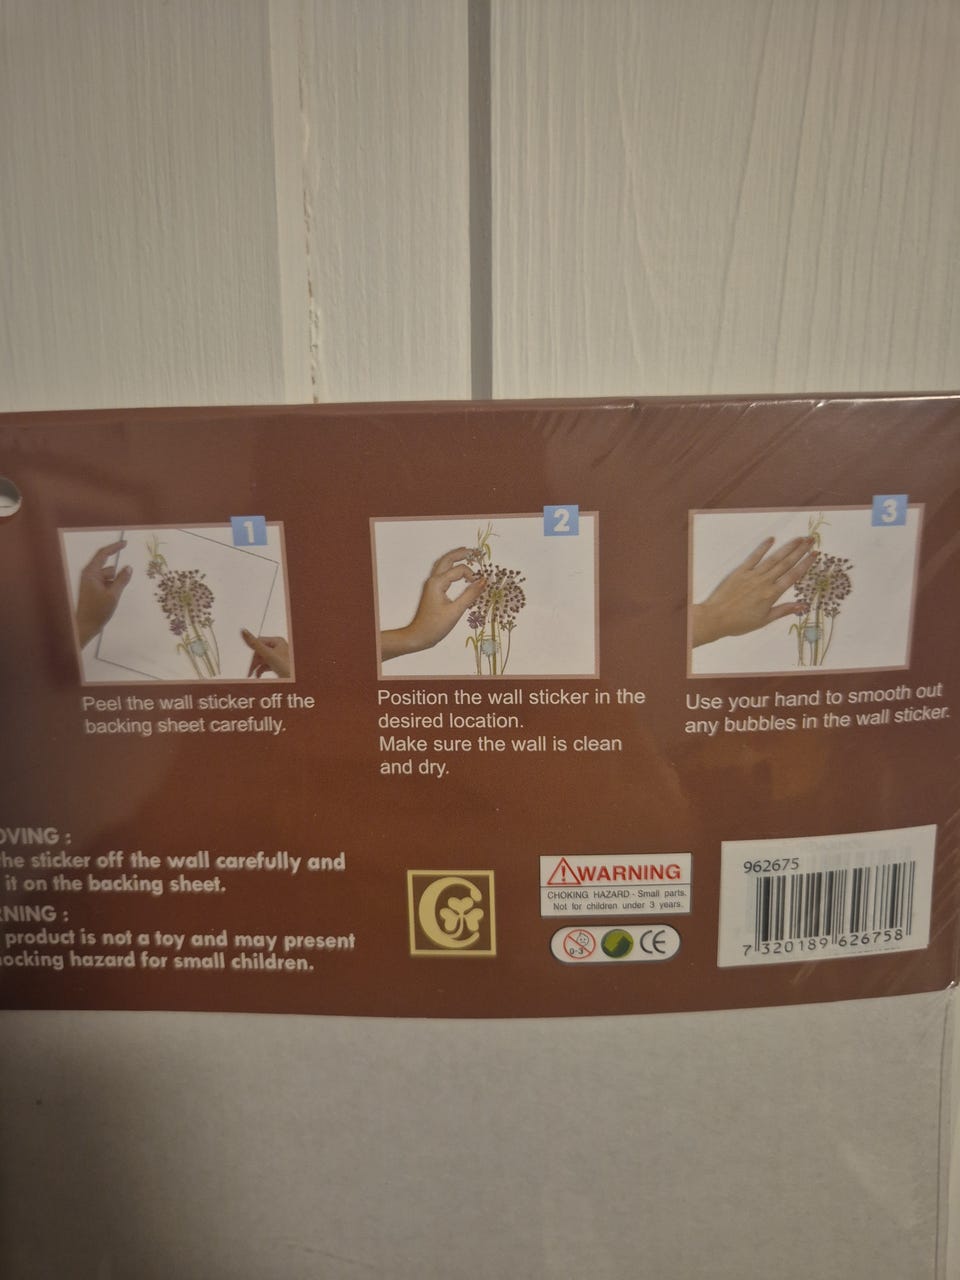 1
Peel the wall sticker off the
backing sheet carefully.
2
Position the wall sticker in the
desired location.
Make sure the wall is clean
and dry.
3
Use your hand to smooth out
any bubbles in the wall sticker.
OVING :
he sticker off the wall carefully and
it on the backing sheet.
RNING :
product is not a toy and may present
ocking hazard for small children.
WARNING
CHOKING HAZARD - Small parts.
Not for children under 3 years.
0-3
CE
962675
7 320189 626758